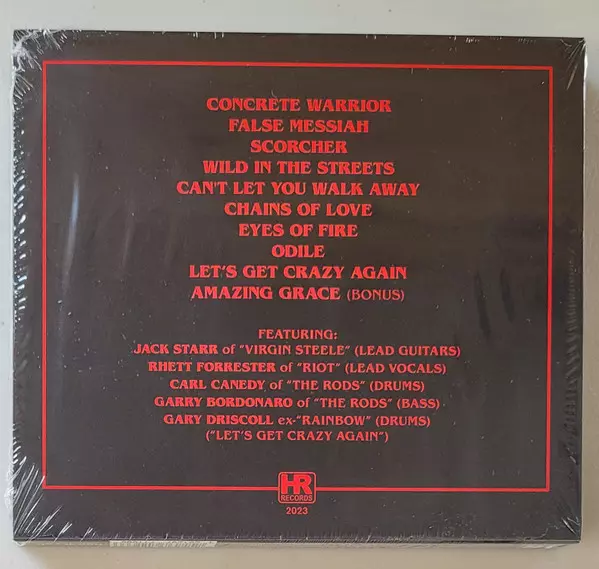 CONCRETE WARRIOR
FALSE MESSIAH
SCORCHER
WILD IN THE STREETS
CAN'T LET YOU WALK AWAY
CHAINS OF LOVE
EYES OF FIRE
ODILE
LET'S GET CRAZY AGAIN
AMAZING GRACE (BONUS)
FEATURING:
JACK STARR of "VIRGIN STEELE" (LEAD GUITARS)
RHETT FORRESTER of "RIOT" (LEAD VOCALS)
CARL CANEDY of "THE RODS" (DRUMS)
GARRY BORDONARO of "THE RODS" (BASS)
GARY DRISCOLL ex-"RAINBOW" (DRUMS)
("LET'S GET CRAZY AGAIN")
HR
RECORDS
2023